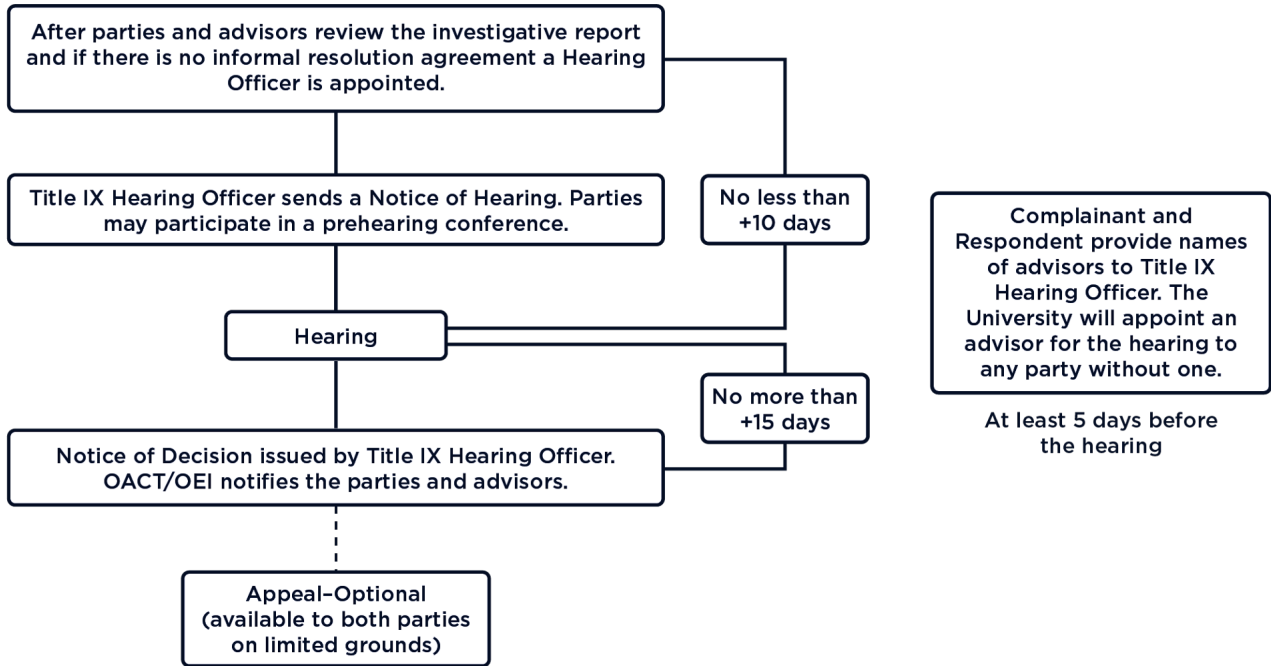 After parties and advisors review the investigative report
and if there is no informal resolution agreement a Hearing
Officer is appointed.
Title IX Hearing Officer sends a Notice of Hearing. Parties
may participate in a prehearing conference.
No less than
+10 days
Complainant and
Respondent provide names
of advisors to Title IX
Hearing Officer. The
University will appoint an
advisor for the hearing to
any party without one.
At least 5 days before
the hearing
Hearing
No more than
+15 days
Notice of Decision issued by Title IX Hearing Officer.
OACT/OEI notifies the parties and advisors.
Appeal–Optional
(available to both parties
on limited grounds)